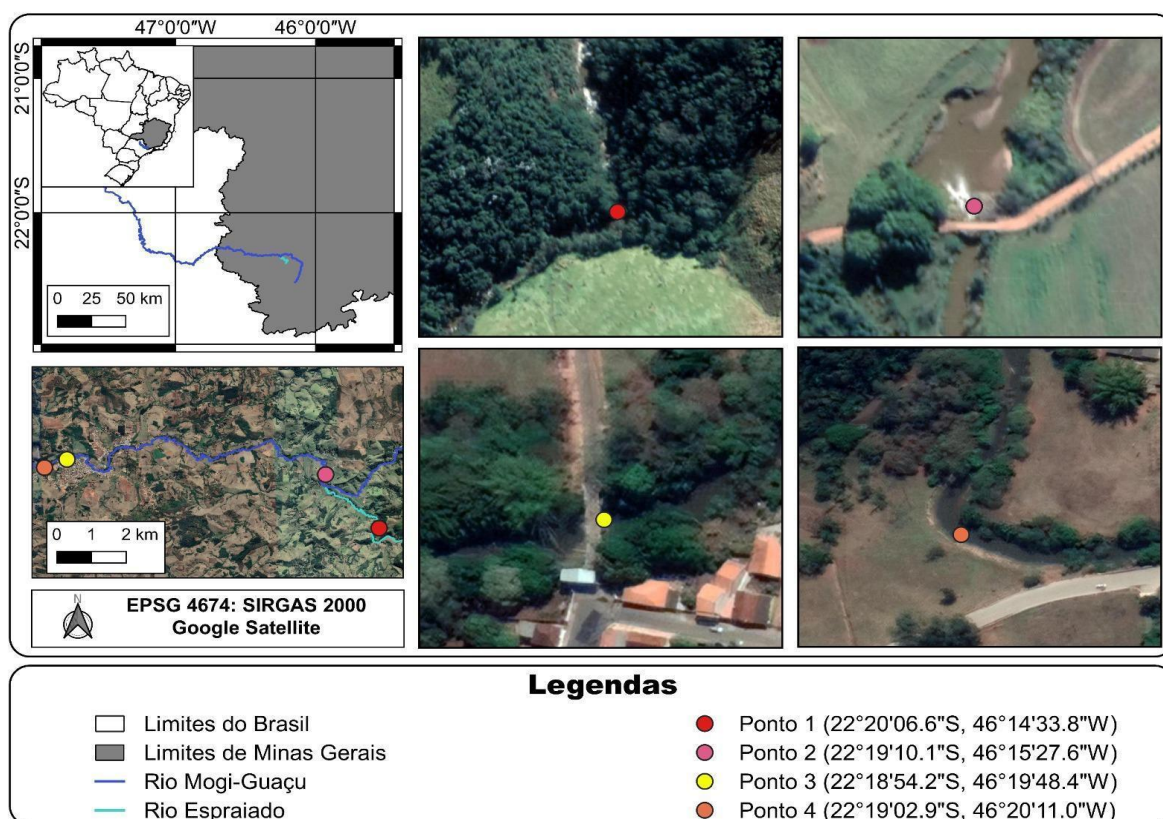 47°0′0″W 46°0′0″W
21°0′0″S
22°0′0″S
0 25 50 km
0 1 2 km
N
EPSG 4674: SIRGAS 2000
Google Satellite
Legendas
Limites do Brasil
Limites de Minas Gerais
Rio Mogi-Guaçu
Rio Espraiado
Ponto 1 (22°20'06.6"S, 46°14'33.8"W)
Ponto 2 (22°19'10.1"S, 46°15'27.6"W)
Ponto 3 (22°18'54.2"S, 46°19'48.4"W)
Ponto 4 (22°19'02.9"S, 46°20'11.0"W)